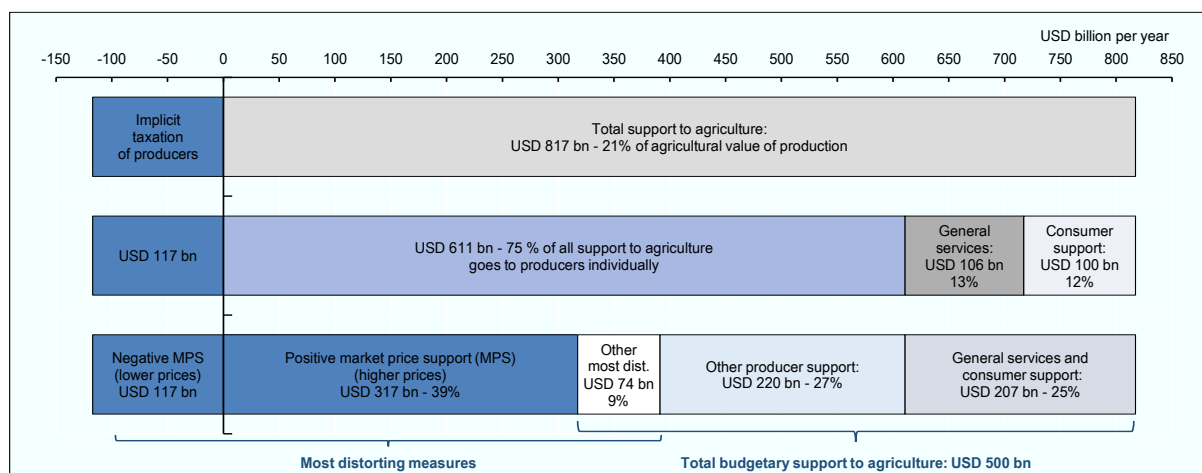 USD billion per year
-150 -100 -50 0 50 100 150 200 250 300 350 400 450 500 550 600 650 700 750 800 850
Implicit
taxation
of producers
Total support to agriculture:
USD 817 bn - 21% of agricultural value of production
USD 117 bn
USD 611 bn - 75 % of all support to agriculture
goes to producers individually
General
services:
USD 106 bn
13%
Consumer
support:
USD 100 bn
12%
Negative MPS
(lower prices)
USD 117 bn
Positive market price support (MPS)
(higher prices)
USD 317 bn - 39%
Other
most dist.
USD 74 bn
9%
Other producer support:
USD 220 bn - 27%
General services and
consumer support:
USD 207 bn - 25%
Most distorting measures
Total budgetary support to agriculture: USD 500 bn